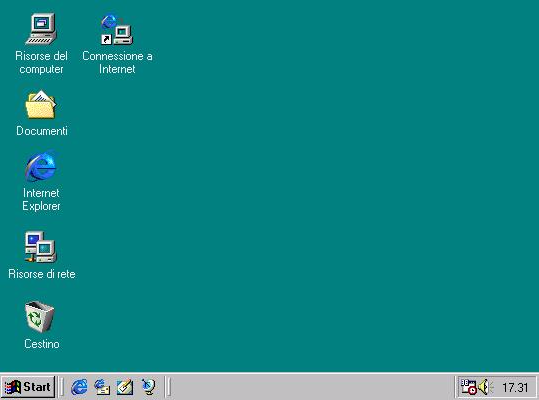 Risorse del
computer
Connessione a
Internet
Documenti
Internet
Explorer
Risorse di rete
Cestino
Start
17.31